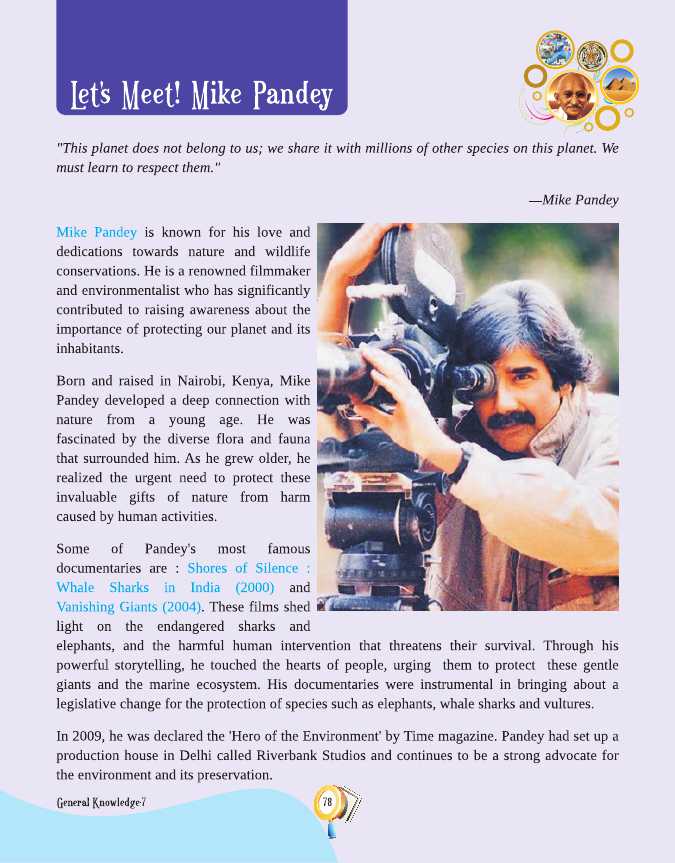 Let's Meet! Mike Pandey
"This planet does not belong to us; we share it with millions of other species on this planet. We
must learn to respect them."
—Mike Pandey
Mike Pandey is known for his love and
dedications towards nature and wildlife
conservations. He is a renowned filmmaker
and environmentalist who has significantly
contributed to raising awareness about the
importance of protecting our planet and its
inhabitants.
Born and raised in Nairobi, Kenya, Mike
Pandey developed a deep connection with
nature from a young age. He was
fascinated by the diverse flora and fauna
that surrounded him. As he grew older, he
realized the urgent need to protect these
invaluable gifts of nature from harm
caused by human activities.
Some of Pandey's most famous
documentaries are : Shores of Silence :
Whale Sharks in India (2000) and
Vanishing Giants (2004). These films shed
light on the endangered sharks and
elephants, and the harmful human intervention that threatens their survival. Through his
powerful storytelling, he touched the hearts of people, urging them to protect these gentle
giants and the marine ecosystem. His documentaries were instrumental in bringing about a
legislative change for the protection of species such as elephants, whale sharks and vultures.
In 2009, he was declared the 'Hero of the Environment' by Time magazine. Pandey had set up a
production house in Delhi called Riverbank Studios and continues to be a strong advocate for
the environment and its preservation.
General Knowledge-7
78